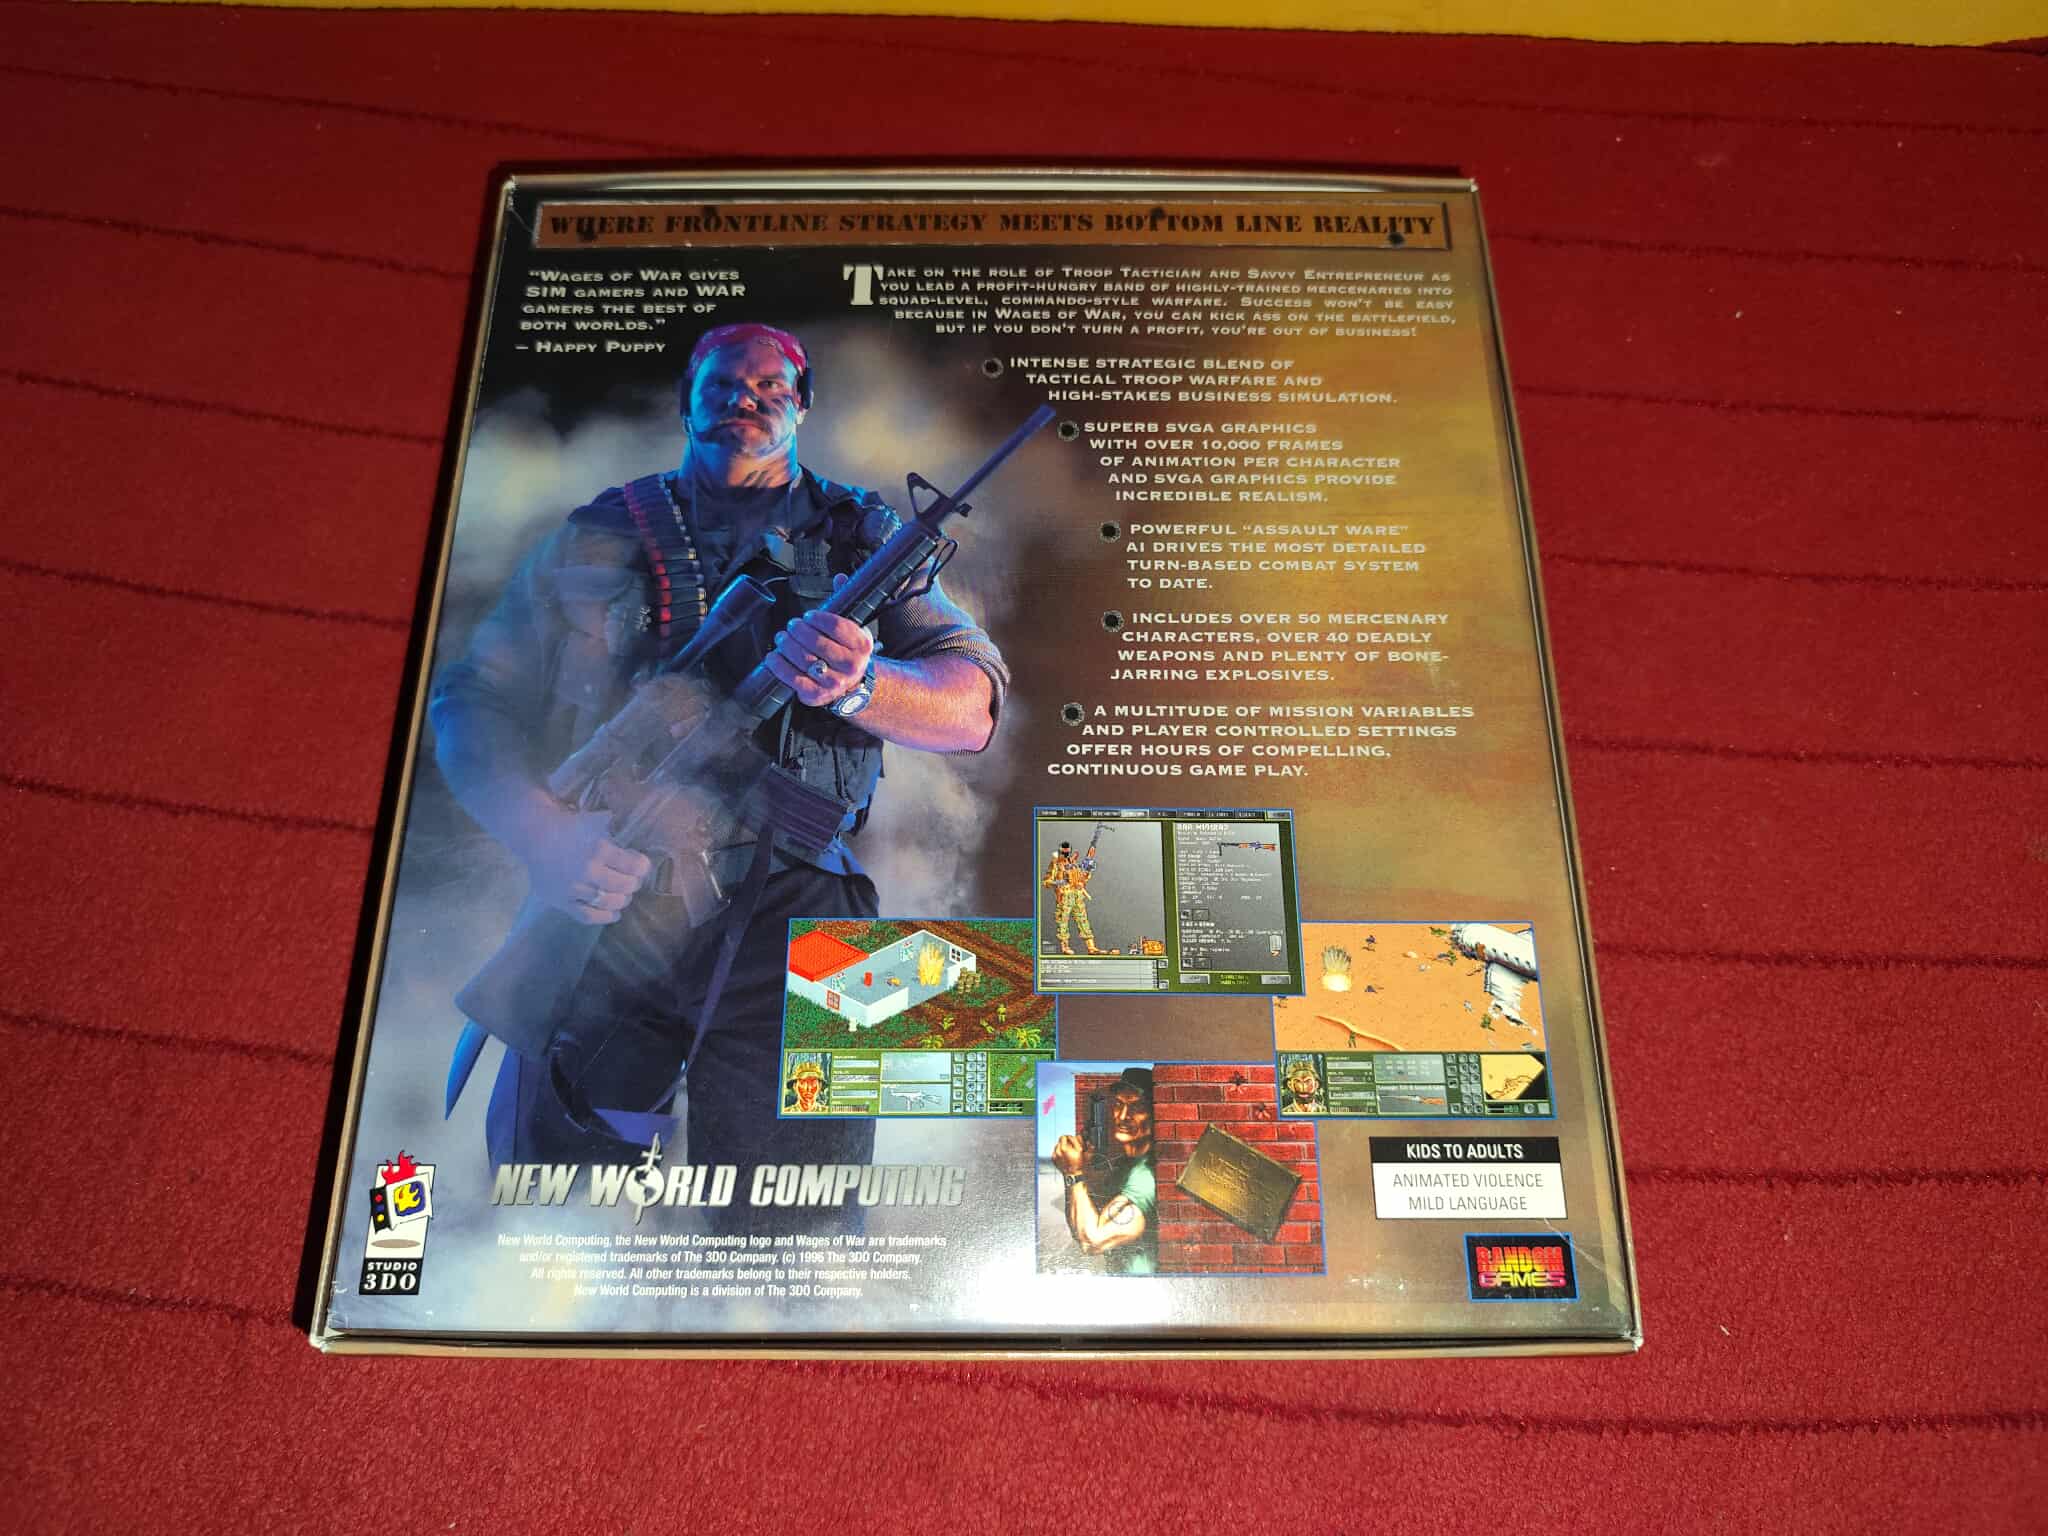 WHERE FRONTLINE STRATEGY MEETS BOTTOM LINE REALITY
"WAGES OF WAR GIVES
SIM GAMERS AND WAR
GAMERS THE BEST OF
BOTH WORLDS."
– HAPPY PUPPY
TAKE ON THE ROLE OF TROOP TACTICIAN AND SAVVY ENTREPRENEUR AS
YOU LEAD A PROFIT-HUNGRY BAND OF HIGHLY-TRAINED MERCENARIES INTO
SQUAD-LEVEL, COMMANDO-STYLE WARFARE. SUCCESS WON'T BE EASY
BECAUSE IN WAGES OF WAR, YOU CAN KICK ASS ON THE BATTLEFIELD,
BUT IF YOU DON'T TURN A PROFIT, YOU'RE OUT OF BUSINESS!
INTENSE STRATEGIC BLEND OF
TACTICAL TROOP WARFARE AND
HIGH-STAKES BUSINESS SIMULATION.
SUPERB SVGA GRAPHICS
WITH OVER 10,000 FRAMES
OF ANIMATION PER CHARACTER
AND SVGA GRAPHICS PROVIDE
INCREDIBLE REALISM.
POWERFUL "ASSAULT WARE"
AI DRIVES THE MOST DETAILED
TURN-BASED COMBAT SYSTEM
TO DATE.
INCLUDES OVER 50 MERCENARY
CHARACTERS, OVER 40 DEADLY
WEAPONS AND PLENTY OF BONE-
JARRING EXPLOSIVES.
A MULTITUDE OF MISSION VARIABLES
AND PLAYER CONTROLLED SETTINGS
OFFER HOURS OF COMPELLING,
CONTINUOUS GAME PLAY.
KIDS TO ADULTS
ANIMATED VIOLENCE
MILD LANGUAGE
NEW WORLD COMPUTING
New World Computing, the New World Computing logo and Wages of War are trademarks
and/or registered trademarks of The 3DO Company. (c) 1996 The 3DO Company.
All rights reserved. All other trademarks belong to their respective holders.
New World Computing is a division of The 3DO Company.
STUDIO
3DO
RANDOM
GAMES